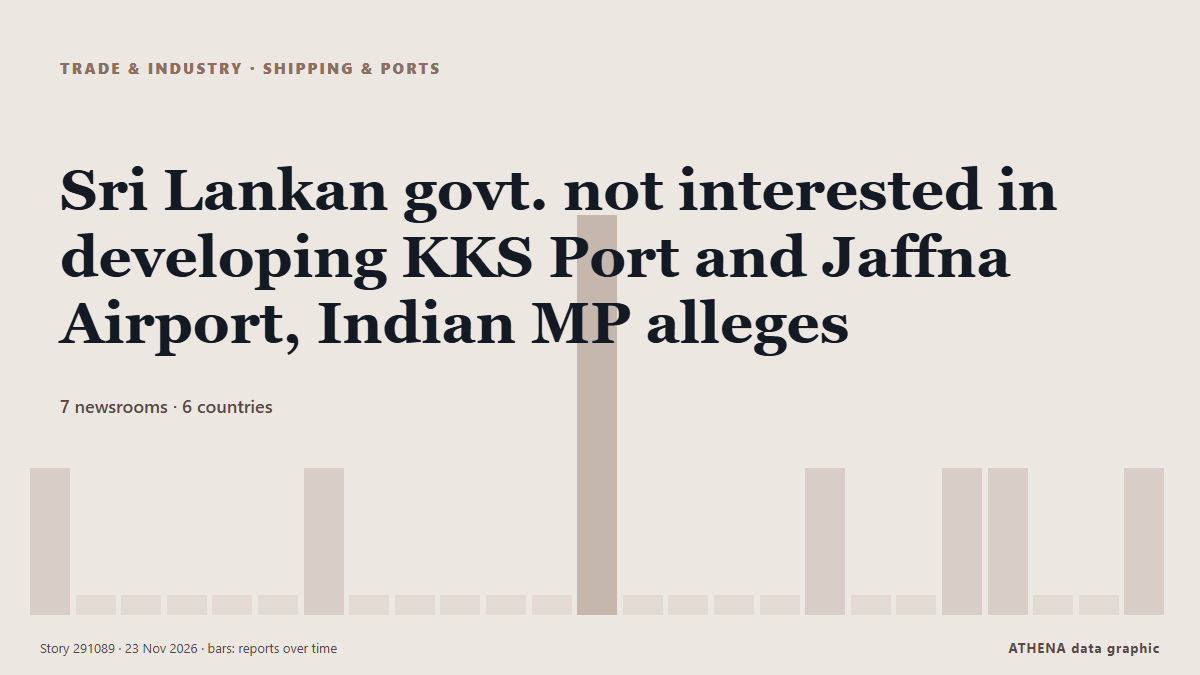 TRADE & INDUSTRY · SHIPPING & PORTS
Sri Lankan govt. not interested in
developing KKS Port and Jaffna
Airport, Indian MP alleges
7 newsrooms · 6 countries
Story 291089 · 23 Nov 2026 · bars: reports over time
ATHENA data graphic